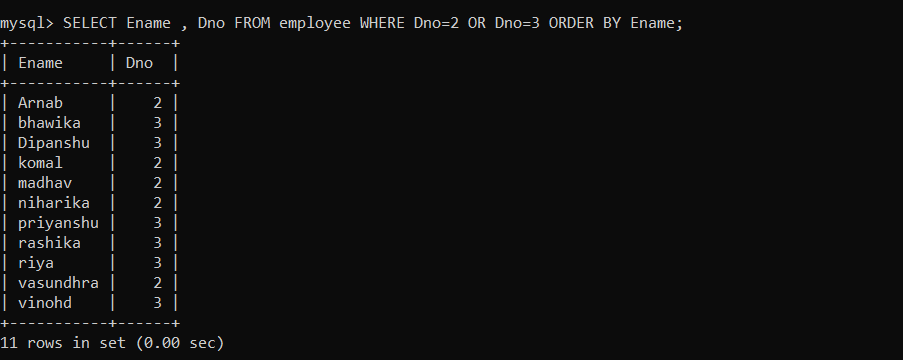 mysql> SELECT Ename , Dno FROM employee WHERE Dno=2 OR Dno=3 ORDER BY Ename;
+-----------+------+
| Ename     | Dno  |
+-----------+------+
| Arnab     |    2 |
| bhawika   |    3 |
| Dipanshu  |    3 |
| komal     |    2 |
| madhav    |    2 |
| niharika  |    2 |
| priyanshu |    3 |
| rashika   |    3 |
| riya      |    3 |
| vasundhra |    2 |
| vinohd    |    3 |
+-----------+------+
11 rows in set (0.00 sec)